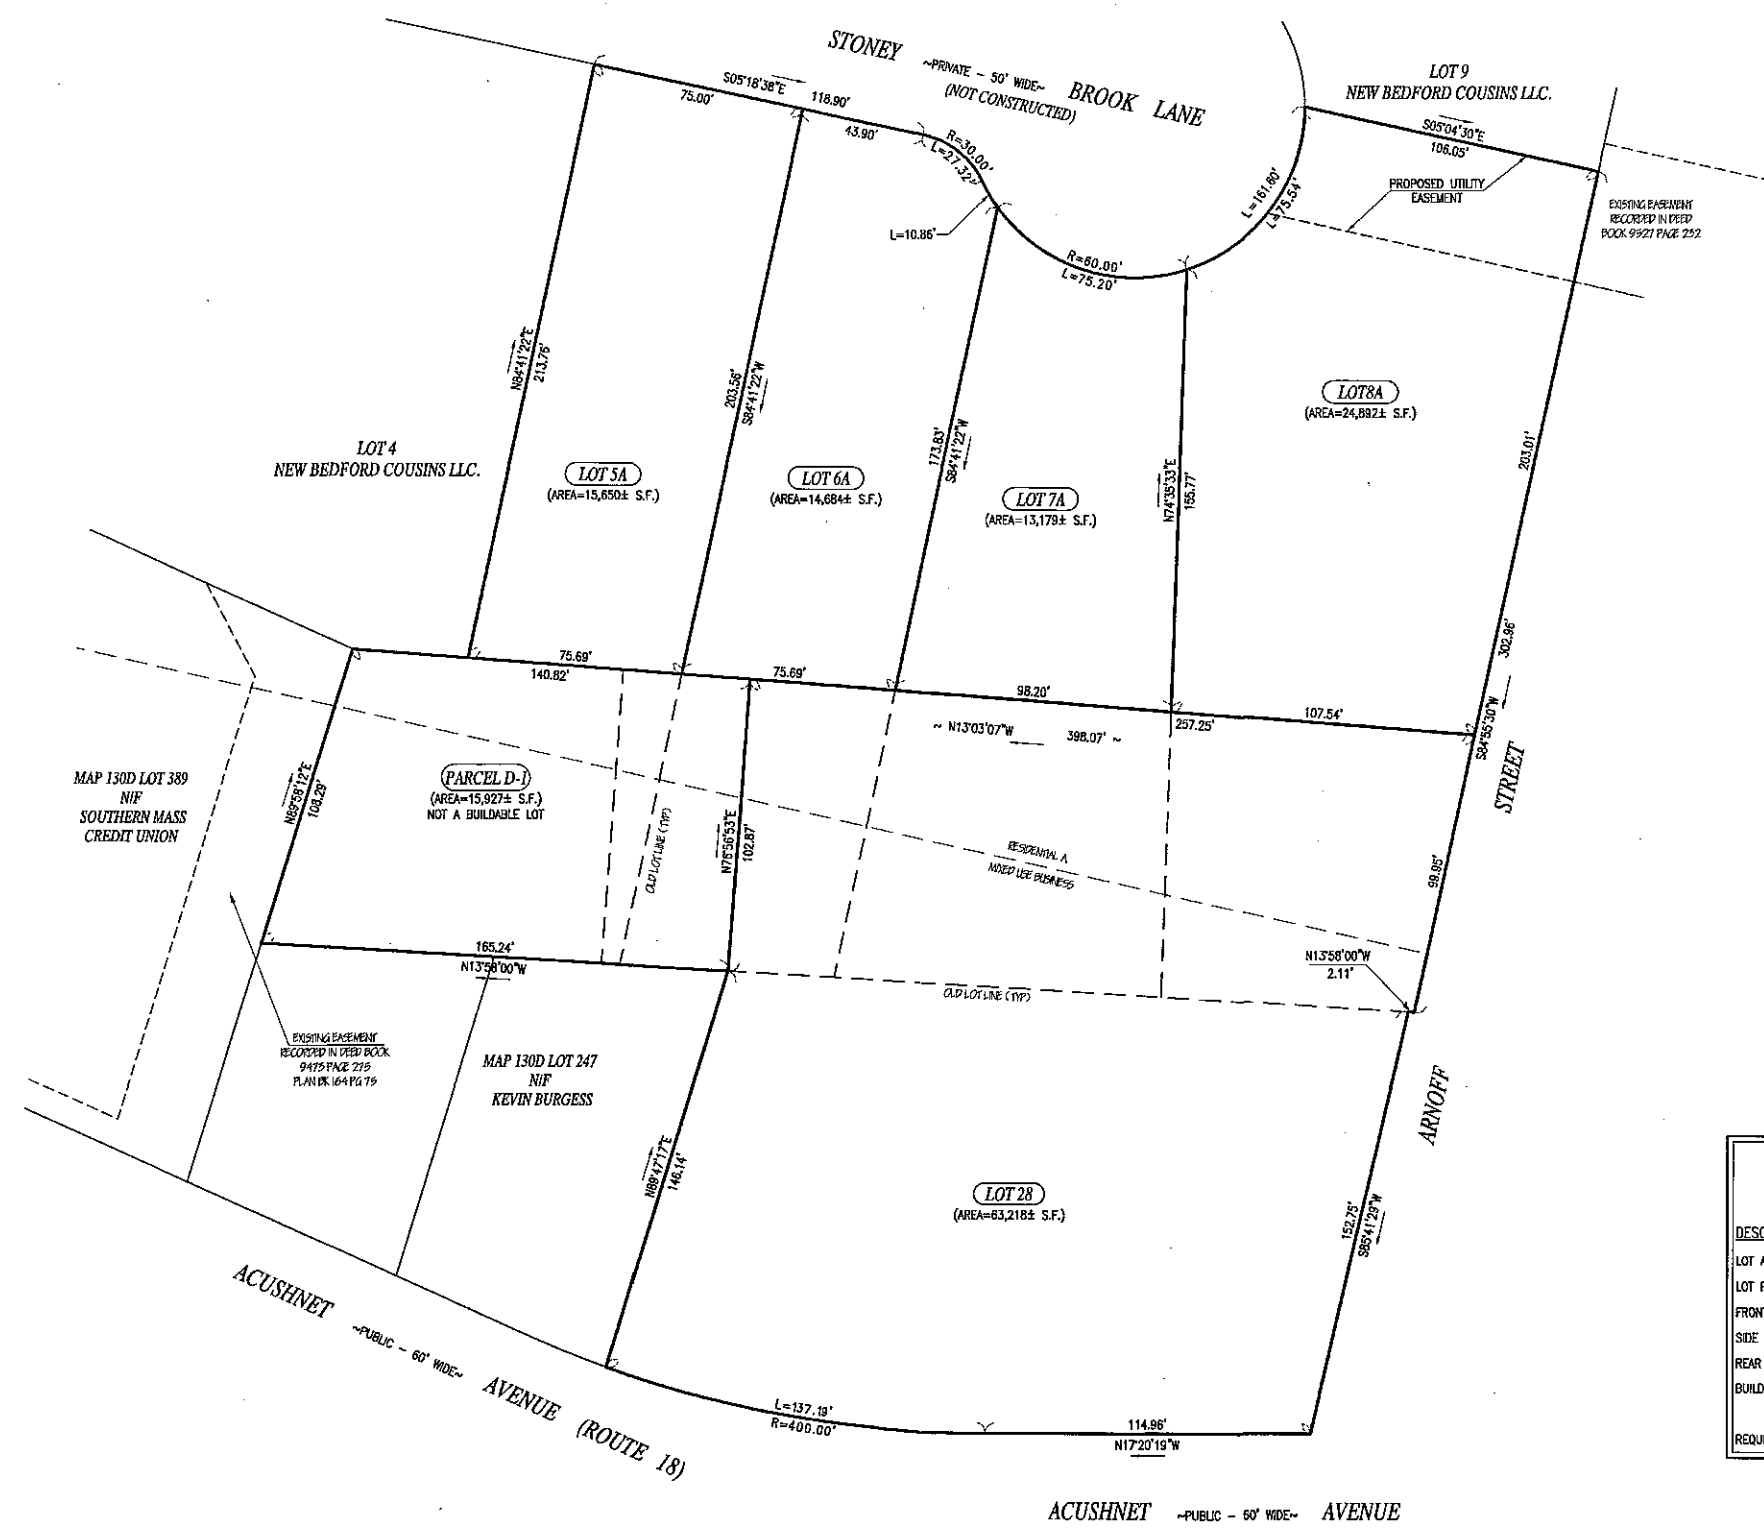 STONEY ~PRIVATE - 50' WIDE~ BROOK LANE
(NOT CONSTRUCTED)
LOT 9
NEW BEDFORD COUSINS LLC.
S05°18'38"E
75.00'
118.90'
43.90'
R=30.00'
L=27.32'
L=10.86'
R=60.00'
L=75.20'
L=161.60'
L=75.54'
S05°04'30"E
106.05'
PROPOSED UTILITY
EASEMENT
EXISTING EASEMENT
RECORDED IN DEED
BOOK 9327 PAGE 232
N84°41'22"E
213.76'
203.56'
S84°41'22"W
173.83'
S84°41'22"W
N74°35'33"E
155.77'
203.01'
302.96'
S84°55'30"W
LOT 4
NEW BEDFORD COUSINS LLC.
LOT 5A
(AREA=15,650± S.F.)
LOT 6A
(AREA=14,684± S.F.)
LOT 7A
(AREA=13,179± S.F.)
LOT8A
(AREA=24,892± S.F.)
75.69'
140.82'
75.69'
98.20'
257.25'
107.54'
~ N13°03'07"W 398.07' ~
MAP 130D LOT 389
N/F
SOUTHERN MASS
CREDIT UNION
N89°58'12"E
108.29'
PARCEL D-1
(AREA=15,927± S.F.)
NOT A BUILDABLE LOT
OLD LOT LINE (TYP)
N76°56'53"E
102.87'
RESIDENTIAL A
MIXED USE BUSINESS
99.95'
165.24'
N13°58'00"W
OLD LOT LINE (TYP)
N13°58'00"W
2.11'
ARNOFF STREET
EXISTING EASEMENT
RECORDED IN DEED BOOK
9475 PAGE 275
PLAN BK 164 PG 75
MAP 130D LOT 247
N/F
KEVIN BURGESS
N89°47'17"E
146.14'
LOT 28
(AREA=63,218± S.F.)
152.75'
S85°41'29"W
ACUSHNET ~PUBLIC - 60' WIDE~ AVENUE (ROUTE 18)
L=137.19'
R=400.00'
114.96'
N17°20'19"W
ACUSHNET ~PUBLIC - 60' WIDE~ AVENUE
DESC
LOT A
LOT F
FRONT
SIDE
REAR
BUILD
REQUI